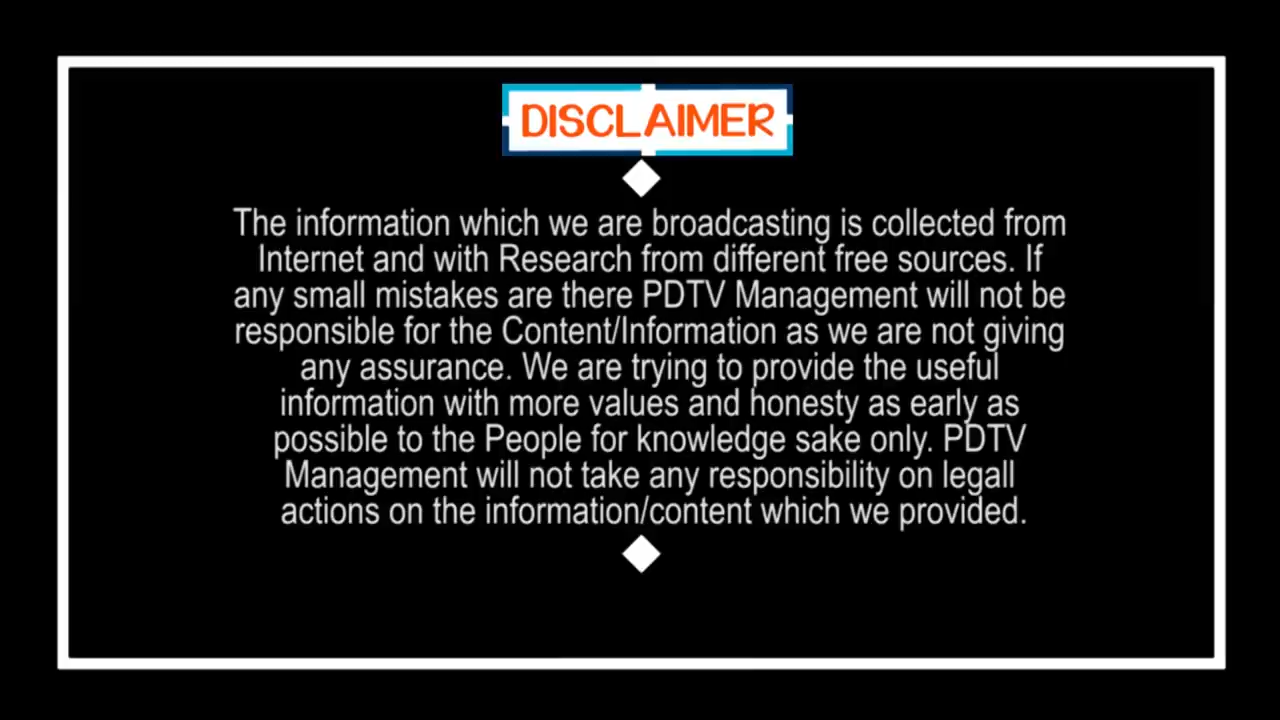 DISCLAIMER
The information which we are broadcasting is collected from
Internet and with Research from different free sources. If
any small mistakes are there PDTV Management will not be
responsible for the Content/Information as we are not giving
any assurance. We are trying to provide the useful
information with more values and honesty as early as
possible to the People for knowledge sake only. PDTV
Management will not take any responsibility on legall
actions on the information/content which we provided.